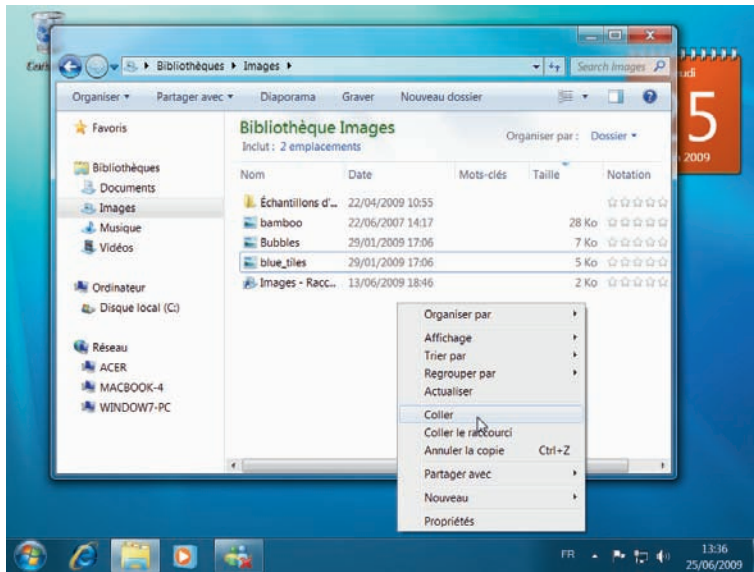 Bibliothèques Images
Search Images
Organiser Partager avec Diaporama Graver Nouveau dossier
Favoris
Bibliothèques
Documents
Images
Musique
Vidéos
Ordinateur
Disque local (C:)
Réseau
ACER
MACBOOK-4
WINDOW7-PC
Bibliothèque Images
Inclut : 2 emplacements
Organiser par : Dossier
Nom Date Mots-clés Taille Notation
Échantillons d'... 22/04/2009 10:55
bamboo 22/06/2007 14:17 28 Ko
Bubbles 29/01/2009 17:06 7 Ko
blue_tiles 29/01/2009 17:06 5 Ko
Images - Racc... 13/06/2009 18:46 2 Ko
Organiser par
Affichage
Trier par
Regrouper par
Actualiser
Coller
Coller le raccourci
Annuler la copie Ctrl+Z
Partager avec
Nouveau
Propriétés
udi
5
2009
FR
13:36
25/06/2009